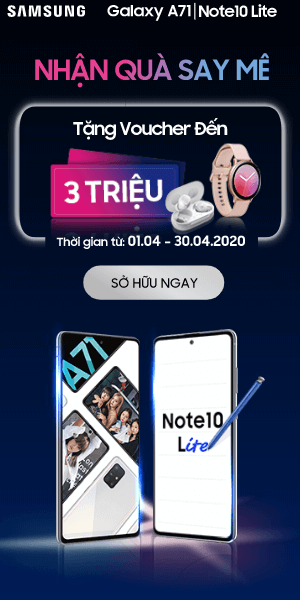 SAMSUNG Galaxy A71|Note10 Lite
NHẬN QUÀ SAY MÊ
Tặng Voucher Đến
3 TRIỆU
Thời gian từ: 01.04 - 30.04.2020
SỞ HỮU NGAY
A71
Note10
Lite